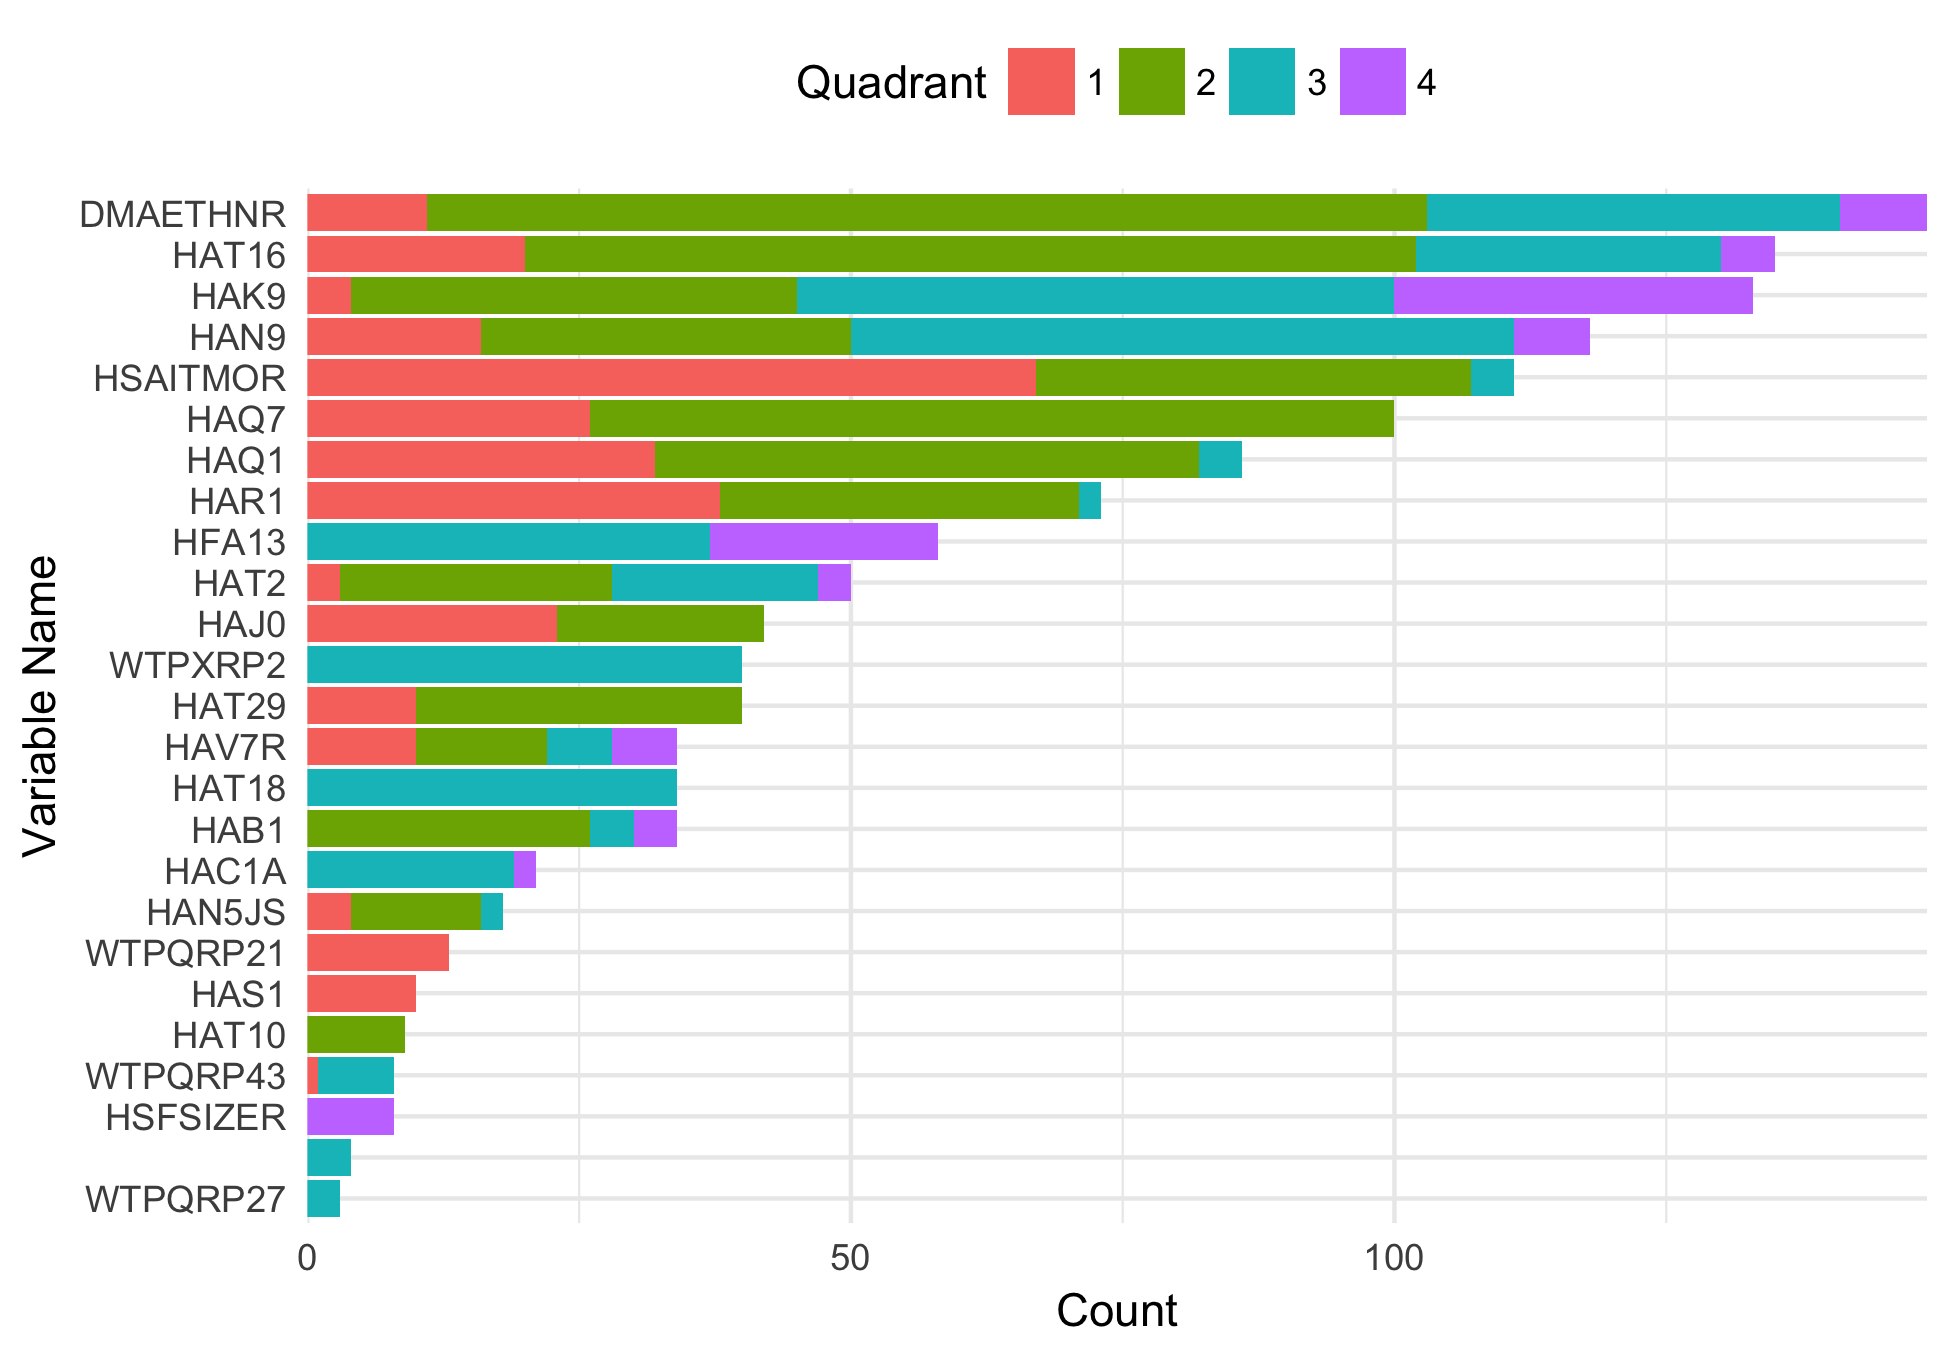 Quadrant 1 2 3 4
DMAETHNR
HAT16
HAK9
HAN9
HSAITMOR
HAQ7
HAQ1
HAR1
HFA13
HAT2
HAJ0
WTPXRP2
HAT29
HAV7R
HAT18
HAB1
HAC1A
HAN5JS
WTPQRP21
HAS1
HAT10
WTPQRP43
HSFSIZER
WTPQRP27
Variable Name
0 50 100
Count